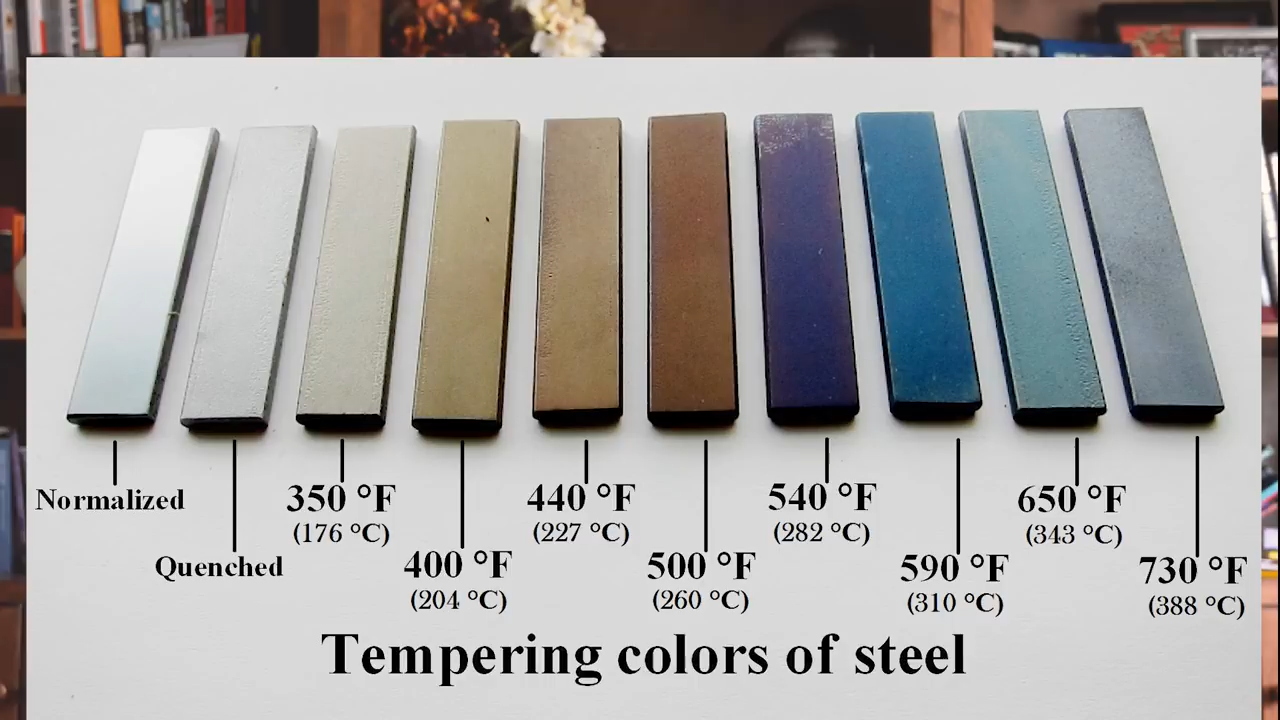 Normalized
Quenched
350 °F
(176 °C)
400 °F
(204 °C)
440 °F
(227 °C)
500 °F
(260 °C)
540 °F
(282 °C)
590 °F
(310 °C)
650 °F
(343 °C)
730 °F
(388 °C)
Tempering colors of steel